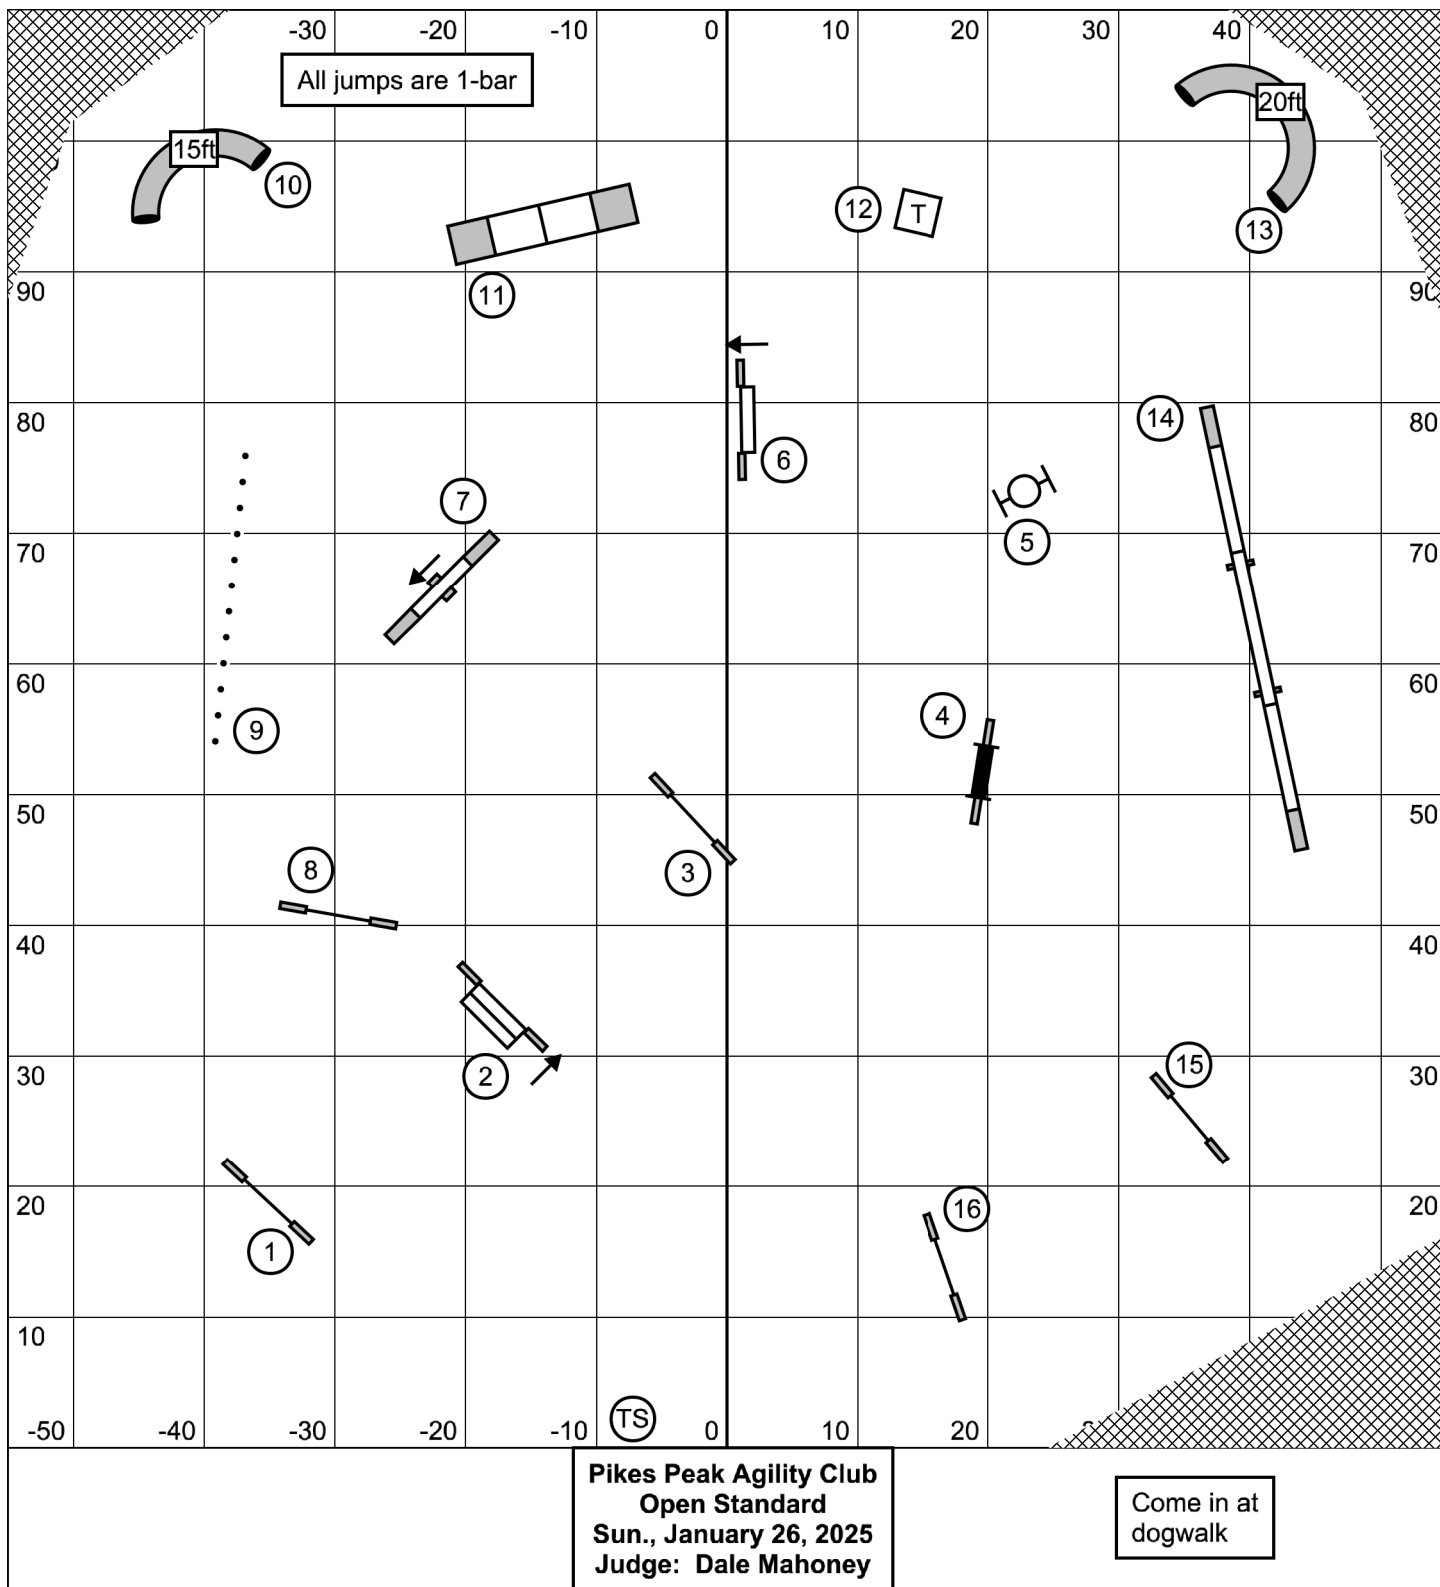 -30 -20 -10 0 10 20 30 40
All jumps are 1-bar
20ft
15ft
10
12 T
13
11
90 90
80 14 80
6
7
5
70 70
60 60
4
9
50 50
8
3
40 40
15
30 30
2
20 20
16
1
10
-50 -40 -30 -20 -10 TS 0 10 20
Pikes Peak Agility Club
Open Standard
Sun., January 26, 2025
Judge: Dale Mahoney
Come in at
dogwalk